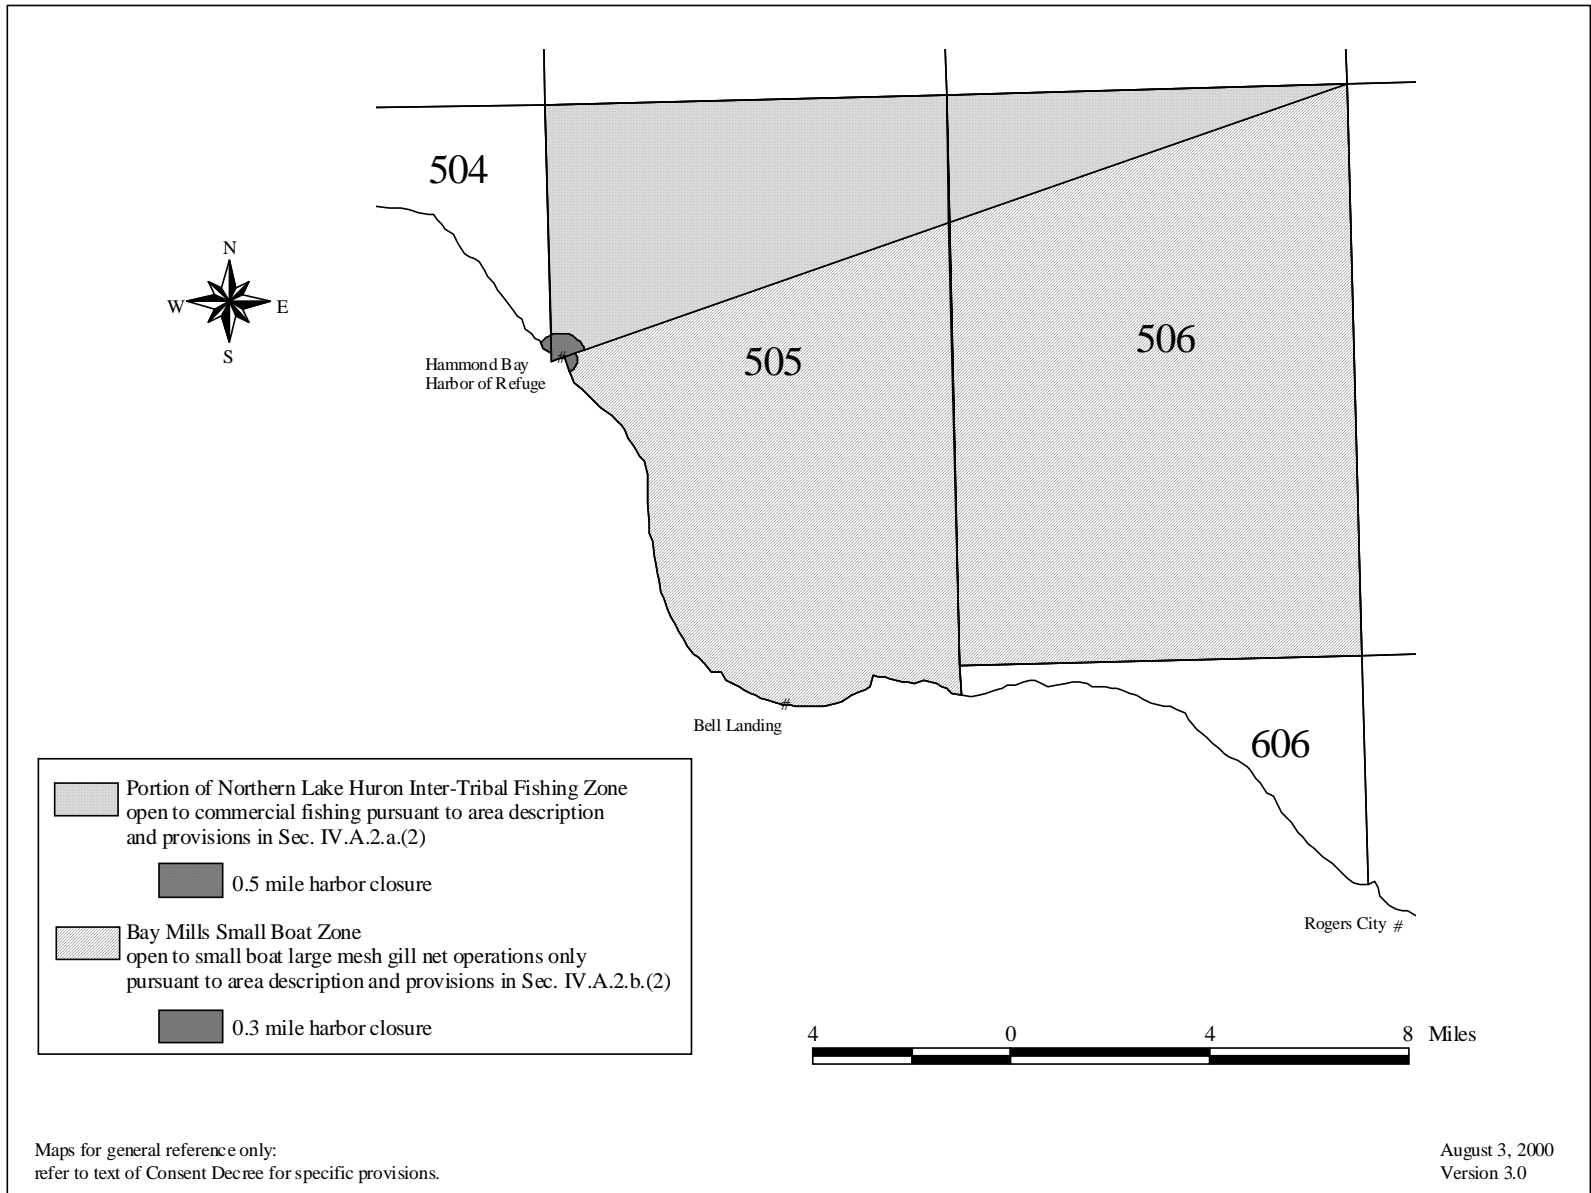 504
N
W E
S
505
506
Hammond Bay
Harbor of Refuge
#
Bell Landing
#
606
Rogers City #
Portion of Northern Lake Huron Inter-Tribal Fishing Zone
open to commercial fishing pursuant to area description
and provisions in Sec. IV.A.2.a.(2)
0.5 mile harbor closure
Bay Mills Small Boat Zone
open to small boat large mesh gill net operations only
pursuant to area description and provisions in Sec. IV.A.2.b.(2)
0.3 mile harbor closure
4 0 4 8 Miles
Maps for general reference only:
refer to text of Consent Decree for specific provisions.
August 3, 2000
Version 3.0